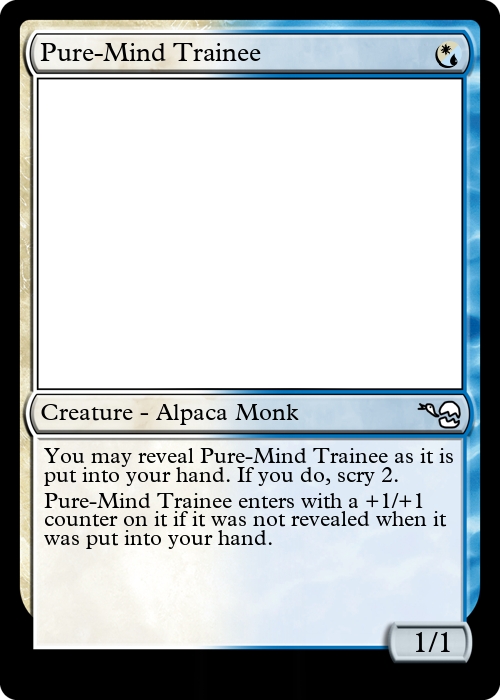 Pure-Mind Trainee
Creature - Alpaca Monk
You may reveal Pure-Mind Trainee as it is
put into your hand. If you do, scry 2.
Pure-Mind Trainee enters with a +1/+1
counter on it if it was not revealed when it
was put into your hand.
1/1